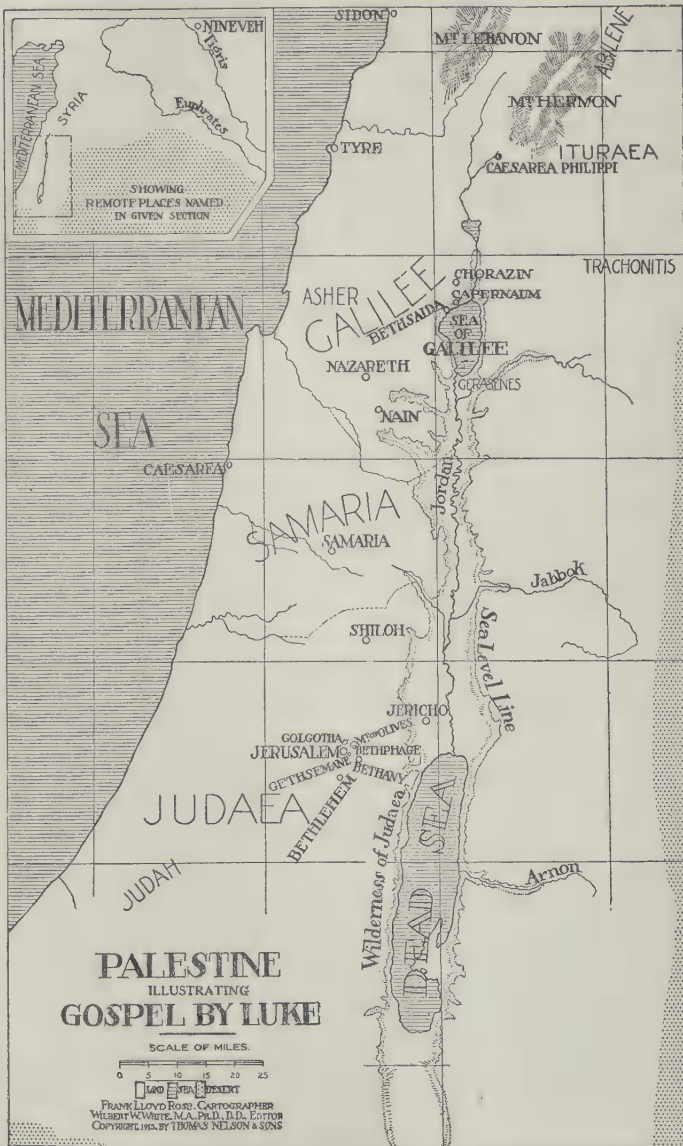 NINEVEH
Tigris
Euphrates
MEDITERRANEAN SEA
SYRIA
SHOWING
REMOTE PLACES NAMED
IN GIVEN SECTION
SIDON
MT. LEBANON
ABILENE
MT. HERMON
TYRE
ITURAEA
CAESAREA PHILIPPI
TRACHONITIS
CHORAZIN
CAPERNAUM
BETHSAIDA
ASHER
GALILEE
SEA
OF
GALILEE
MEDITERRANEAN
SEA
NAZARETH
GERASENES
NAIN
CAESAREA
Jordan
SAMARIA
SAMARIA
Jabbok
SHILOH
Sea Level Line
JERICHO
GOLGOTHA
MT. OF OLIVES
JERUSALEM
BETHPHAGE
GETHSEMANE
BETHANY
BETHLEHEM
JUDAEA
JUDAH
Wilderness of Judaea
DEAD SEA
Arnon
PALESTINE
ILLUSTRATING
GOSPEL BY LUKE
SCALE OF MILES.
0 5 10 15 20 25
LAND SEA DESERT
FRANK LLOYD ROSE, CARTOGRAPHER
WILBERT W. WHITE, M.A., PH.D., D.D., EDITOR
COPYRIGHT, 1912, BY THOMAS NELSON & SONS